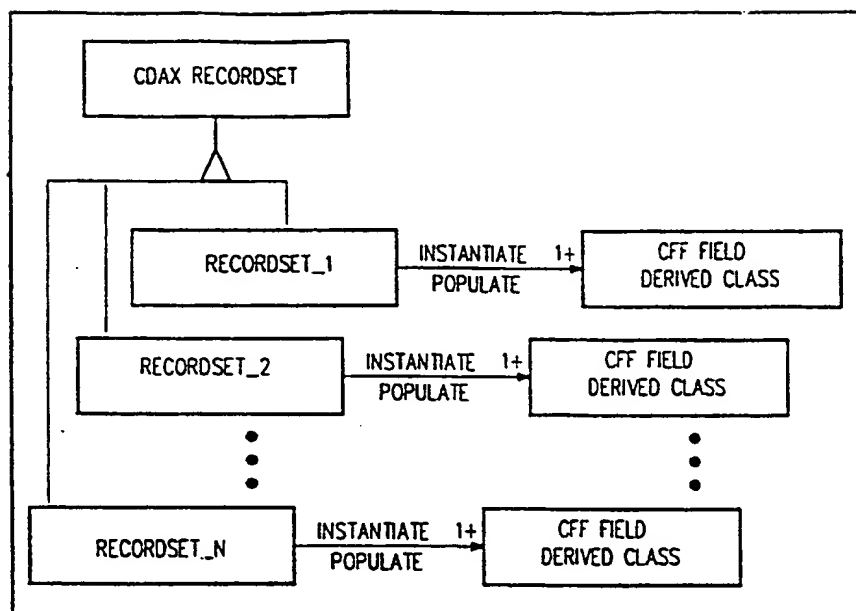 CDAX RECORDSET
RECORDSET_1
INSTANTIATE 1+
POPULATE
CFF FIELD
DERIVED CLASS
RECORDSET_2
INSTANTIATE 1+
POPULATE
CFF FIELD
DERIVED CLASS
RECORDSET_N
INSTANTIATE 1+
POPULATE
CFF FIELD
DERIVED CLASS